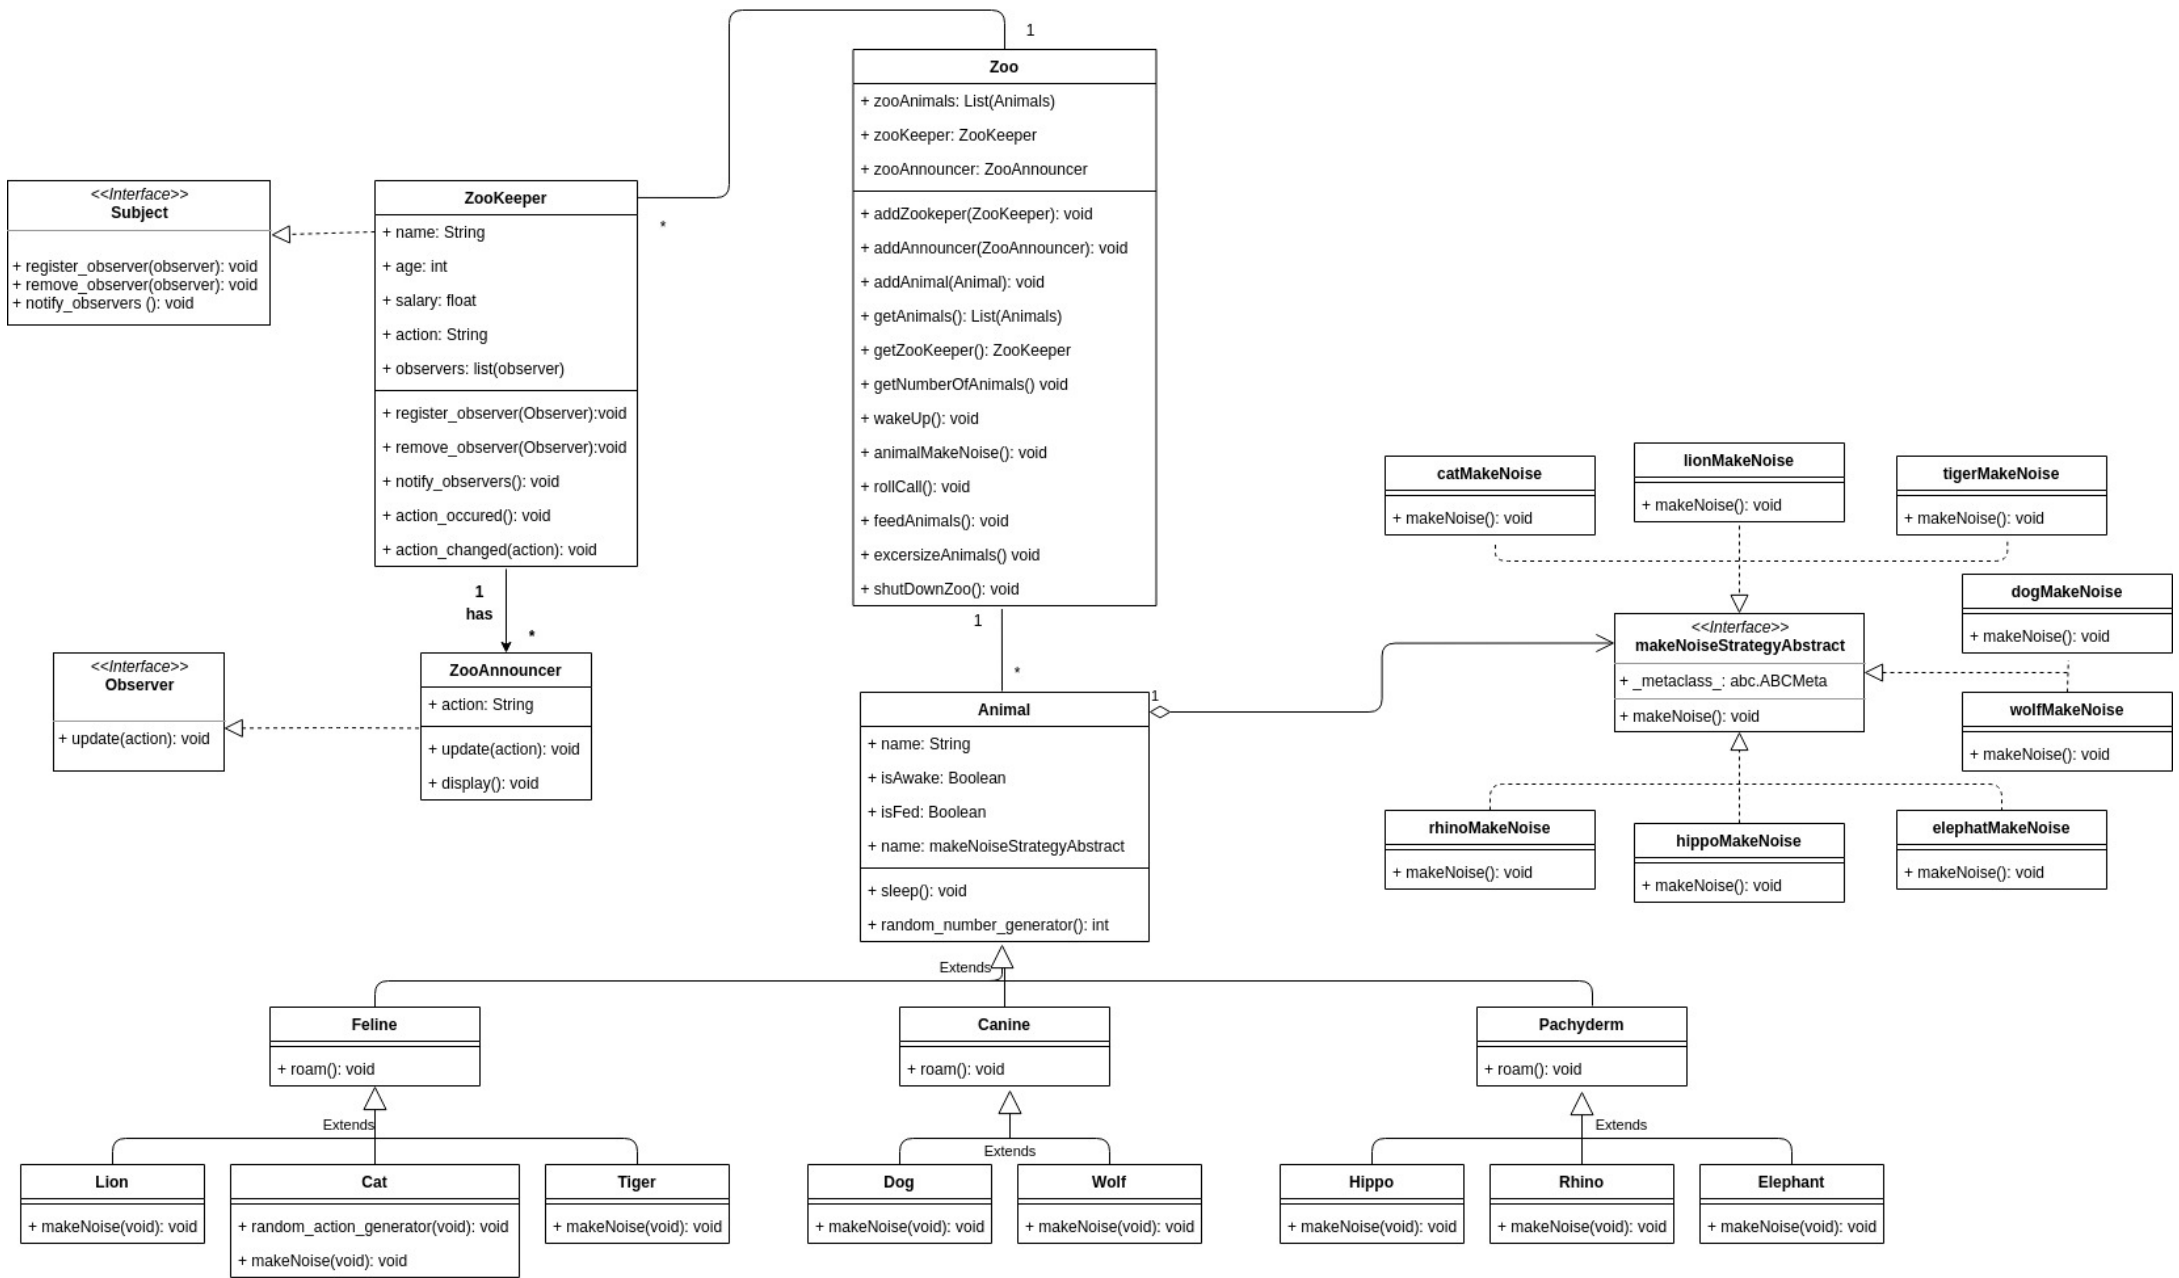 1
Zoo
+ zooAnimals: List(Animals)
+ zooKeeper: ZooKeeper
+ zooAnnouncer: ZooAnnouncer
+ addZookeper(ZooKeeper): void
+ addAnnouncer(ZooAnnouncer): void
+ addAnimal(Animal): void
+ getAnimals(): List(Animals)
+ getZooKeeper(): ZooKeeper
+ getNumberOfAnimals() void
+ wakeUp(): void
+ animalMakeNoise(): void
+ rollCall(): void
+ feedAnimals(): void
+ excersizeAnimals() void
+ shutDownZoo(): void
<<Interface>>
Subject
+ register_observer(observer): void
+ remove_observer(observer): void
+ notify_observers (): void
ZooKeeper
+ name: String
+ age: int
+ salary: float
+ action: String
+ observers: list(observer)
+ register_observer(Observer):void
+ remove_observer(Observer):void
+ notify_observers(): void
+ action_occured(): void
+ action_changed(action): void
*
1
has
*
<<Interface>>
Observer
+ update(action): void
ZooAnnouncer
+ action: String
+ update(action): void
+ display(): void
1
*
Animal
+ name: String
+ isAwake: Boolean
+ isFed: Boolean
+ name: makeNoiseStrategyAbstract
+ sleep(): void
+ random_number_generator(): int
1
catMakeNoise
+ makeNoise(): void
lionMakeNoise
+ makeNoise(): void
tigerMakeNoise
+ makeNoise(): void
<<Interface>>
makeNoiseStrategyAbstract
+ _metaclass_: abc.ABCMeta
+ makeNoise(): void
dogMakeNoise
+ makeNoise(): void
wolfMakeNoise
+ makeNoise(): void
rhinoMakeNoise
+ makeNoise(): void
hippoMakeNoise
+ makeNoise(): void
elephatMakeNoise
+ makeNoise(): void
Extends
Feline
+ roam(): void
Canine
+ roam(): void
Pachyderm
+ roam(): void
Extends
Extends
Extends
Lion
+ makeNoise(void): void
Cat
+ random_action_generator(void): void
+ makeNoise(void): void
Tiger
+ makeNoise(void): void
Dog
+ makeNoise(void): void
Wolf
+ makeNoise(void): void
Hippo
+ makeNoise(void): void
Rhino
+ makeNoise(void): void
Elephant
+ makeNoise(void): void